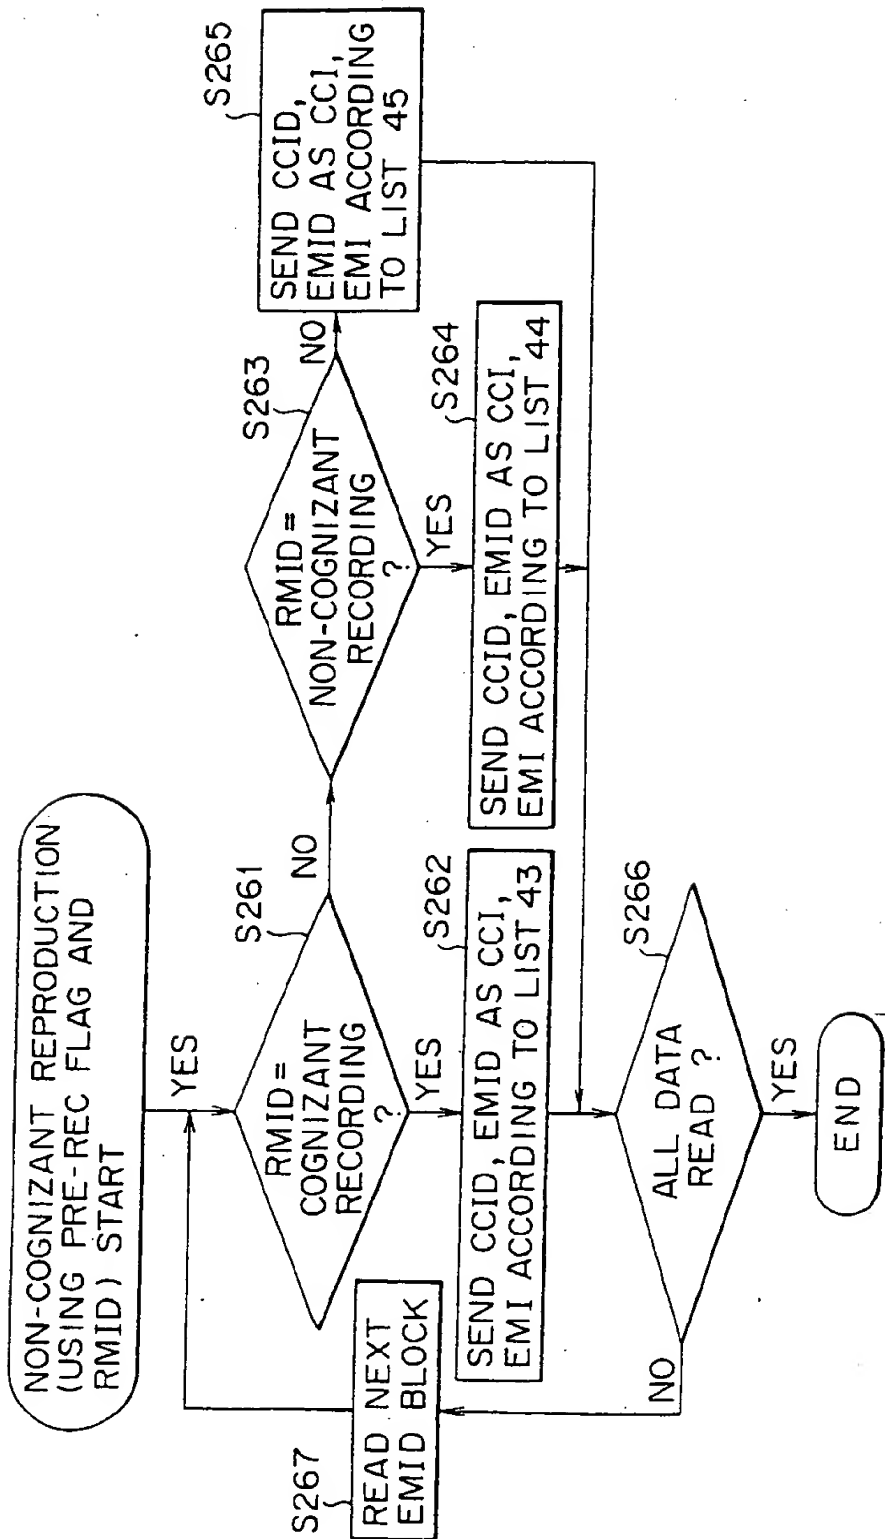 NON-COGNIZANT REPRODUCTION
(USING PRE-REC FLAG AND
RMID) START
YES
S261
RMID=
COGNIZANT
RECORDING
?
NO
YES
S263
RMID=
NON-COGNIZANT
RECORDING
?
NO
YES
S265
SEND CCID,
EMID AS CCI,
EMI ACCORDING
TO LIST 45
S262
SEND CCID, EMID AS CCI,
EMI ACCORDING TO LIST 43
S264
SEND CCID, EMID AS CCI,
EMI ACCORDING TO LIST 44
S267
READ NEXT
EMID BLOCK
S266
ALL DATA
READ ?
NO
YES
END